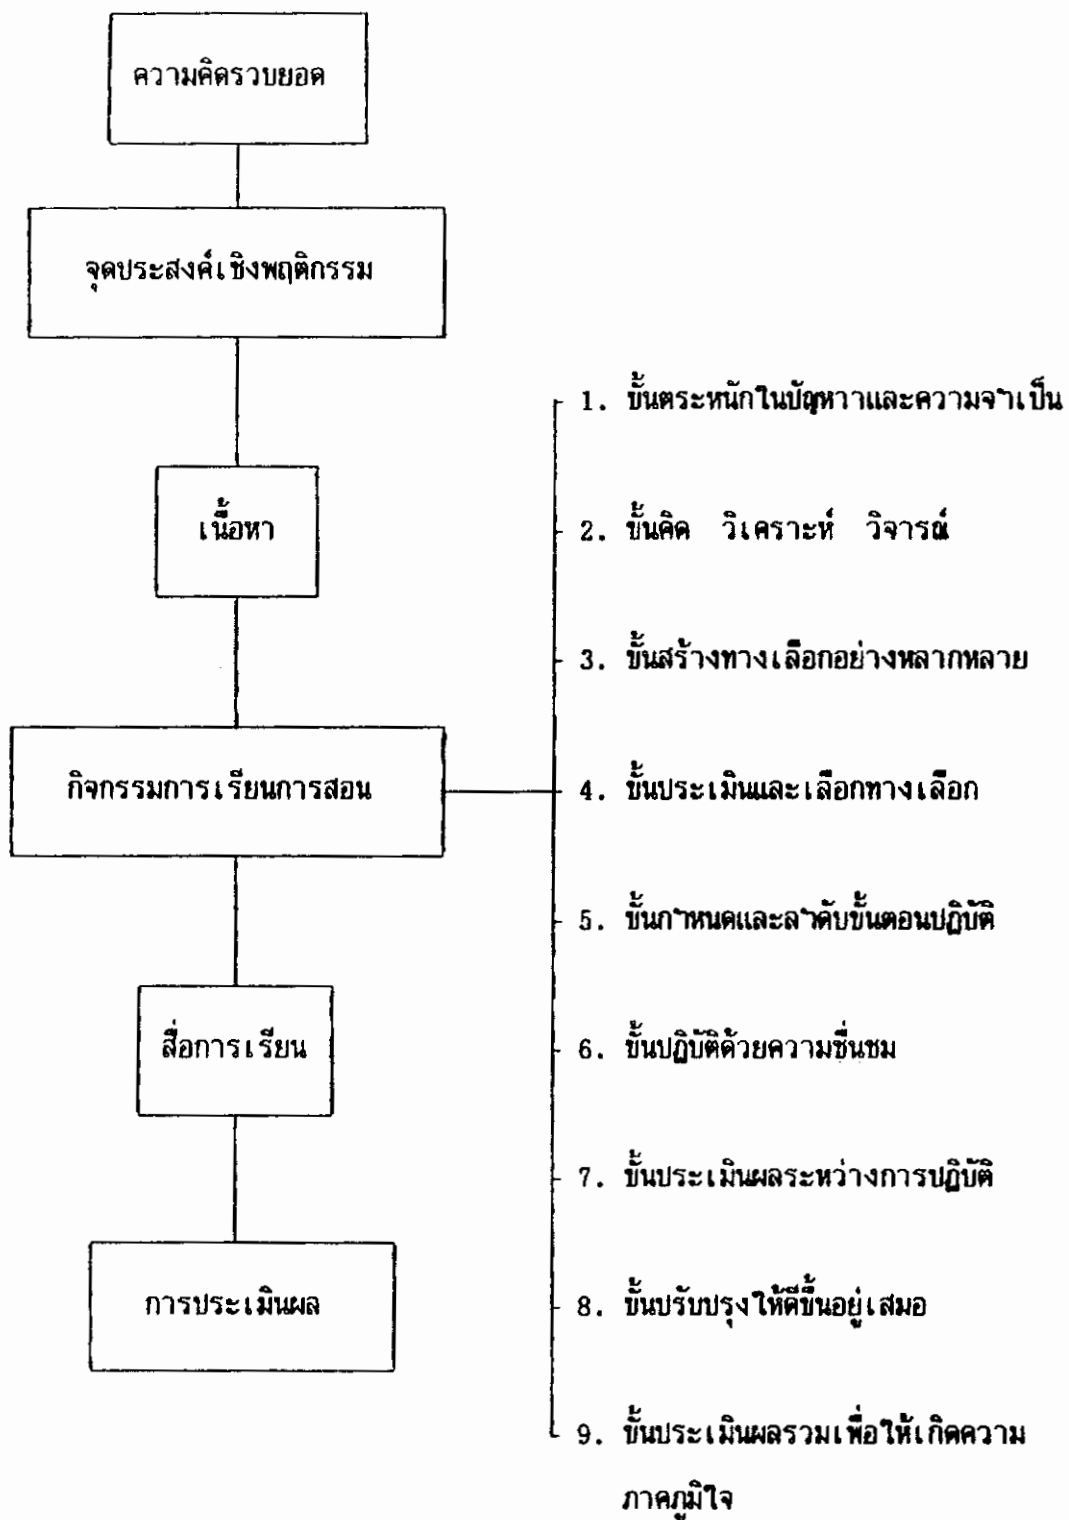 ความคิดรวบยอด
จุดประสงค์เชิงพฤติกรรม
เนื้อหา
กิจกรรมการเรียนการสอน
สื่อการเรียน
การประเมินผล
1. ขั้นตระหนักในปัญหาและความจำเป็น
2. ขั้นคิด วิเคราะห์ วิจารณ์
3. ขั้นสร้างทางเลือกอย่างหลากหลาย
4. ขั้นประเมินและเลือกทางเลือก
5. ขั้นกำหนดและลำดับขั้นตอนปฏิบัติ
6. ขั้นปฏิบัติด้วยความชื่นชม
7. ขั้นประเมินผลระหว่างการปฏิบัติ
8. ขั้นปรับปรุงให้ดีขึ้นอยู่เสมอ
9. ขั้นประเมินผลรวมเพื่อให้เกิดความ
ภาคภูมิใจ